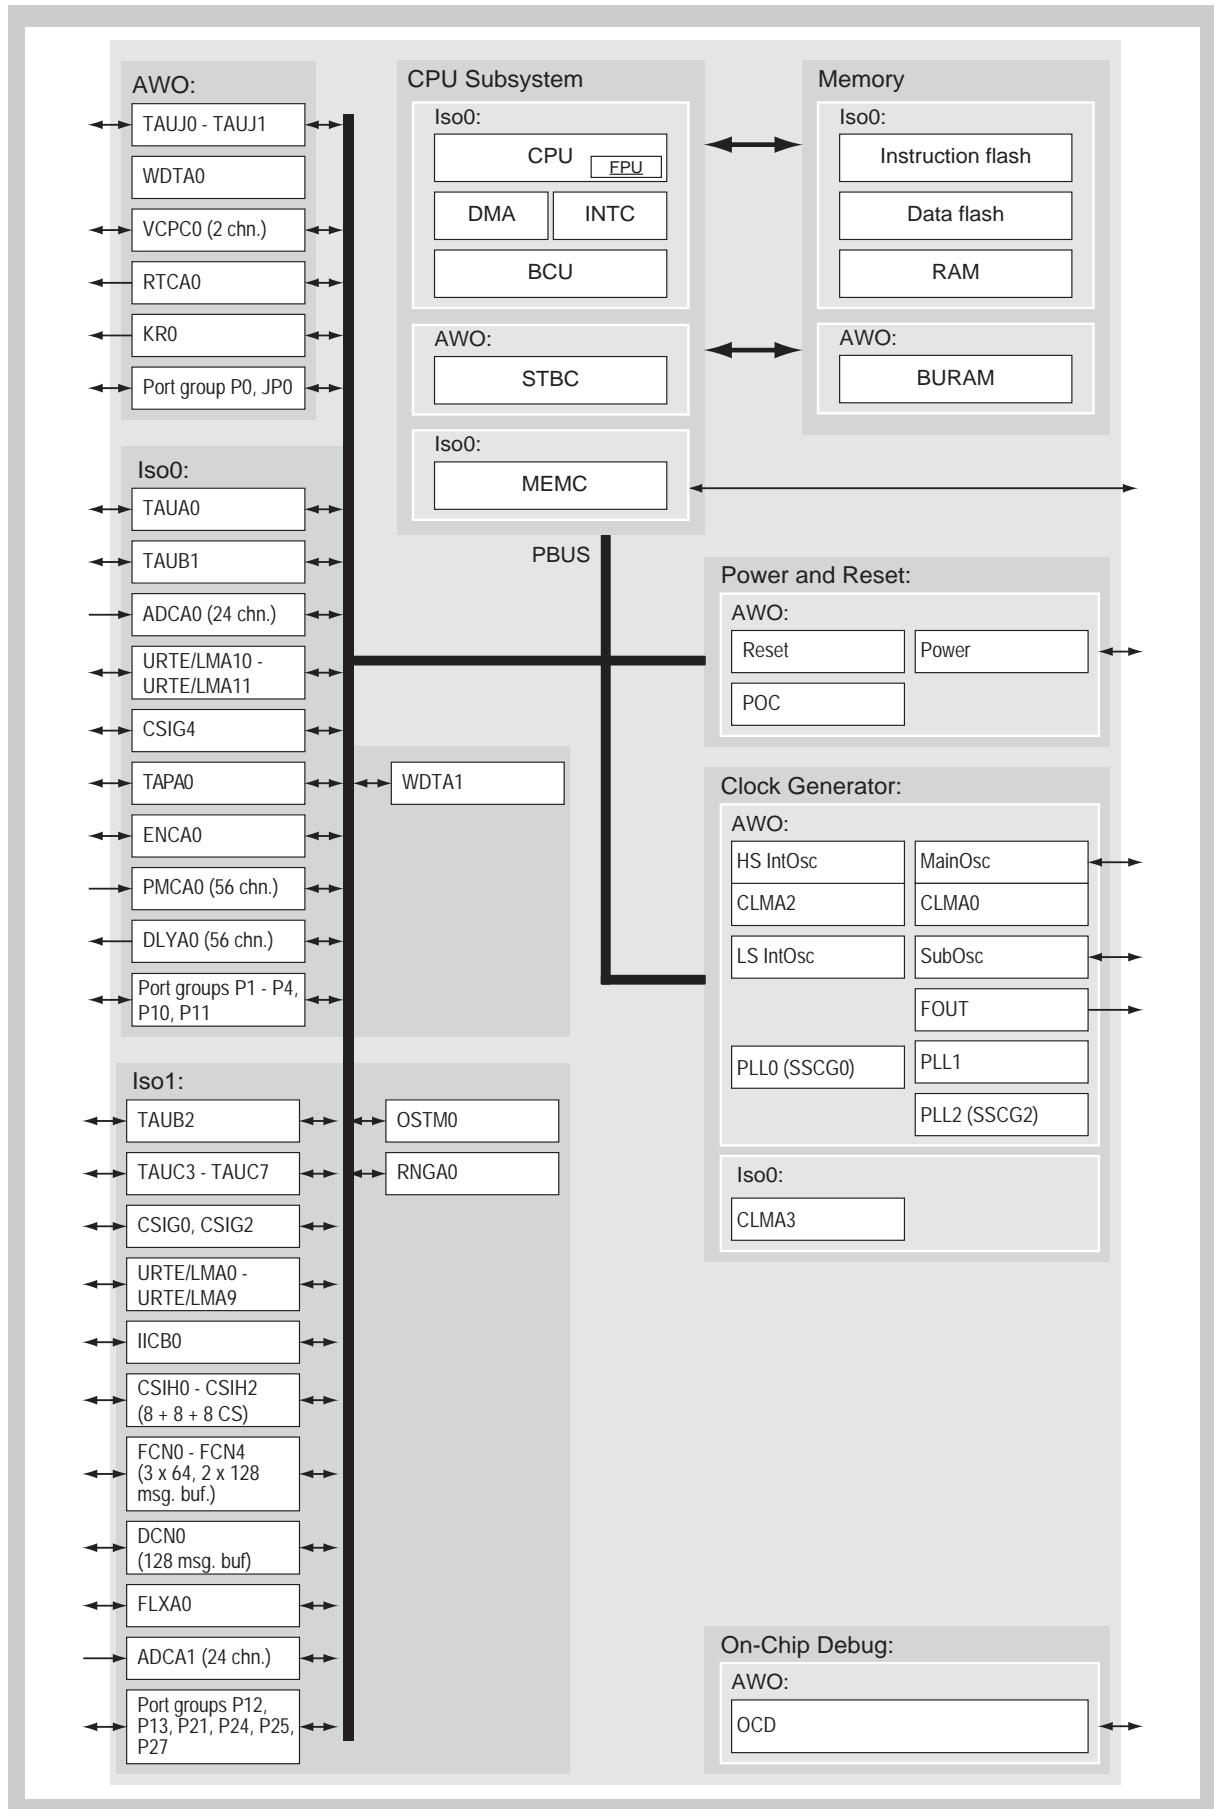 AWO:
TAUJ0 - TAUJ1
WDTA0
VCPC0 (2 chn.)
RTCA0
KR0
Port group P0, JP0
CPU Subsystem
Iso0:
CPU
FPU
DMA
INTC
BCU
AWO:
STBC
Iso0:
MEMC
Memory
Iso0:
Instruction flash
Data flash
RAM
AWO:
BURAM
Iso0:
TAUA0
TAUB1
ADCA0 (24 chn.)
URTE/LMA10 -
URTE/LMA11
CSIG4
TAPA0
ENCA0
PMCA0 (56 chn.)
DLYA0 (56 chn.)
Port groups P1 - P4,
P10, P11
WDTA1
PBUS
Power and Reset:
AWO:
Reset
Power
POC
Clock Generator:
AWO:
HS IntOsc
MainOsc
CLMA2
CLMA0
LS IntOsc
SubOsc
FOUT
PLL0 (SSCG0)
PLL1
PLL2 (SSCG2)
Iso0:
CLMA3
Iso1:
TAUB2
TAUC3 - TAUC7
CSIG0, CSIG2
URTE/LMA0 -
URTE/LMA9
IICB0
CSIH0 - CSIH2
(8 + 8 + 8 CS)
FCN0 - FCN4
(3 x 64, 2 x 128
msg. buf.)
DCN0
(128 msg. buf)
FLXA0
ADCA1 (24 chn.)
Port groups P12,
P13, P21, P24, P25,
P27
OSTM0
RNGA0
On-Chip Debug:
AWO:
OCD